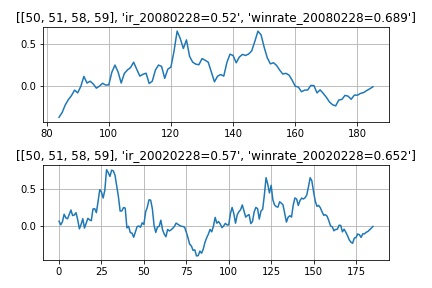 [[50, 51, 58, 59], 'ir_20080228=0.52', 'winrate_20080228=0.689']
0.5
0.0
80 100 120 140 160 180
[[50, 51, 58, 59], 'ir_20020228=0.57', 'winrate_20020228=0.652']
0.5
0.0
0 25 50 75 100 125 150 175